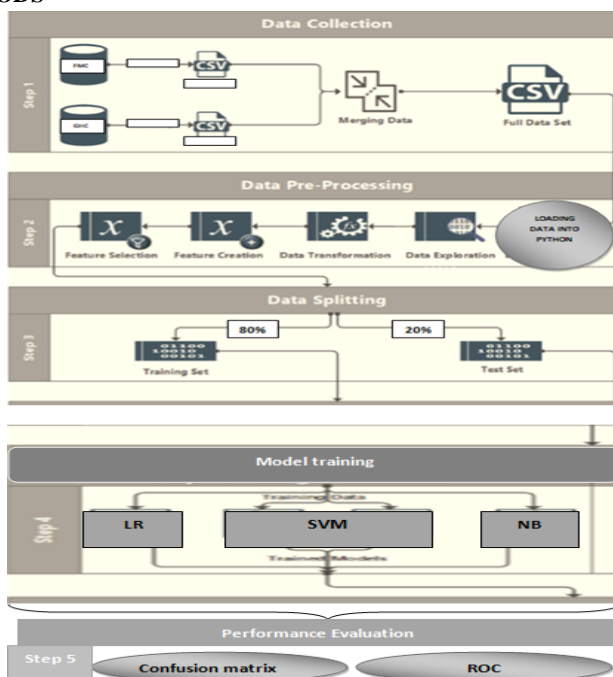 Data Collection
Step 1
FMC
CSV
GHC
CSV
Merging Data
CSV
Full Data Set
Data Pre-Processing
Step 2
Feature Selection
Feature Creation
Data Transformation
Data Exploration
LOADING
DATA INTO
PYTHON
Data Splitting
Step 3
80%
20%
01100
10010
00101
Training Set
01100
10010
00101
Test Set
Model training
Step 4
Training Data
LR
SVM
NB
Trained Models
Performance Evaluation
Step 5
Confusion matrix
ROC